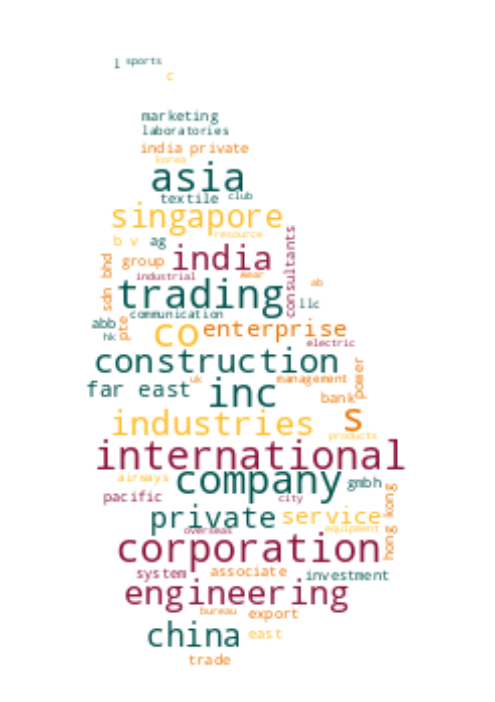 l sports
c
marketing
laboratories
india private
korea
asia
textile club
singapore
resource
b v ag
consultants
group india
sdn bhd
industrial wear
trading
ab
llc
communication
abb
pte
co enterprise
hk
electric
construction
power
uk management
far east inc
bank
industries s
products
international
airways company gmbh
pacific city
hong kong
private service
overseas equipment
corporation
system associate investment
engineering
bureau export
china east
trade